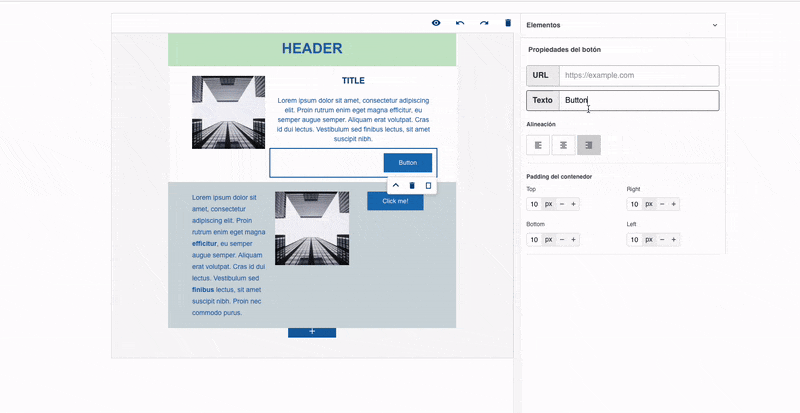 Elementos
Propiedades del botón
HEADER
URL https://example.com
TITLE
Texto Button
Lorem ipsum dolor sit amet, consectetur adipiscing
elit. Proin rutrum enim eget magna efficitur, eu
semper augue semper. Aliquam erat volutpat. Cras
id dui lectus. Vestibulum sed finibus lectus, sit amet
suscipit nibh.
Alineación
Button
Padding del contenedor
Top Right
10 px − + 10 px − +
Bottom Left
10 px − + 10 px − +
Lorem ipsum dolor sit
amet, consectetur
adipiscing elit. Proin
rutrum enim eget magna
efficitur, eu semper
augue semper. Aliquam
erat volutpat. Cras id dui
lectus. Vestibulum sed
finibus lectus, sit amet
suscipit nibh. Proin nec
commodo purus.
Click me!
+